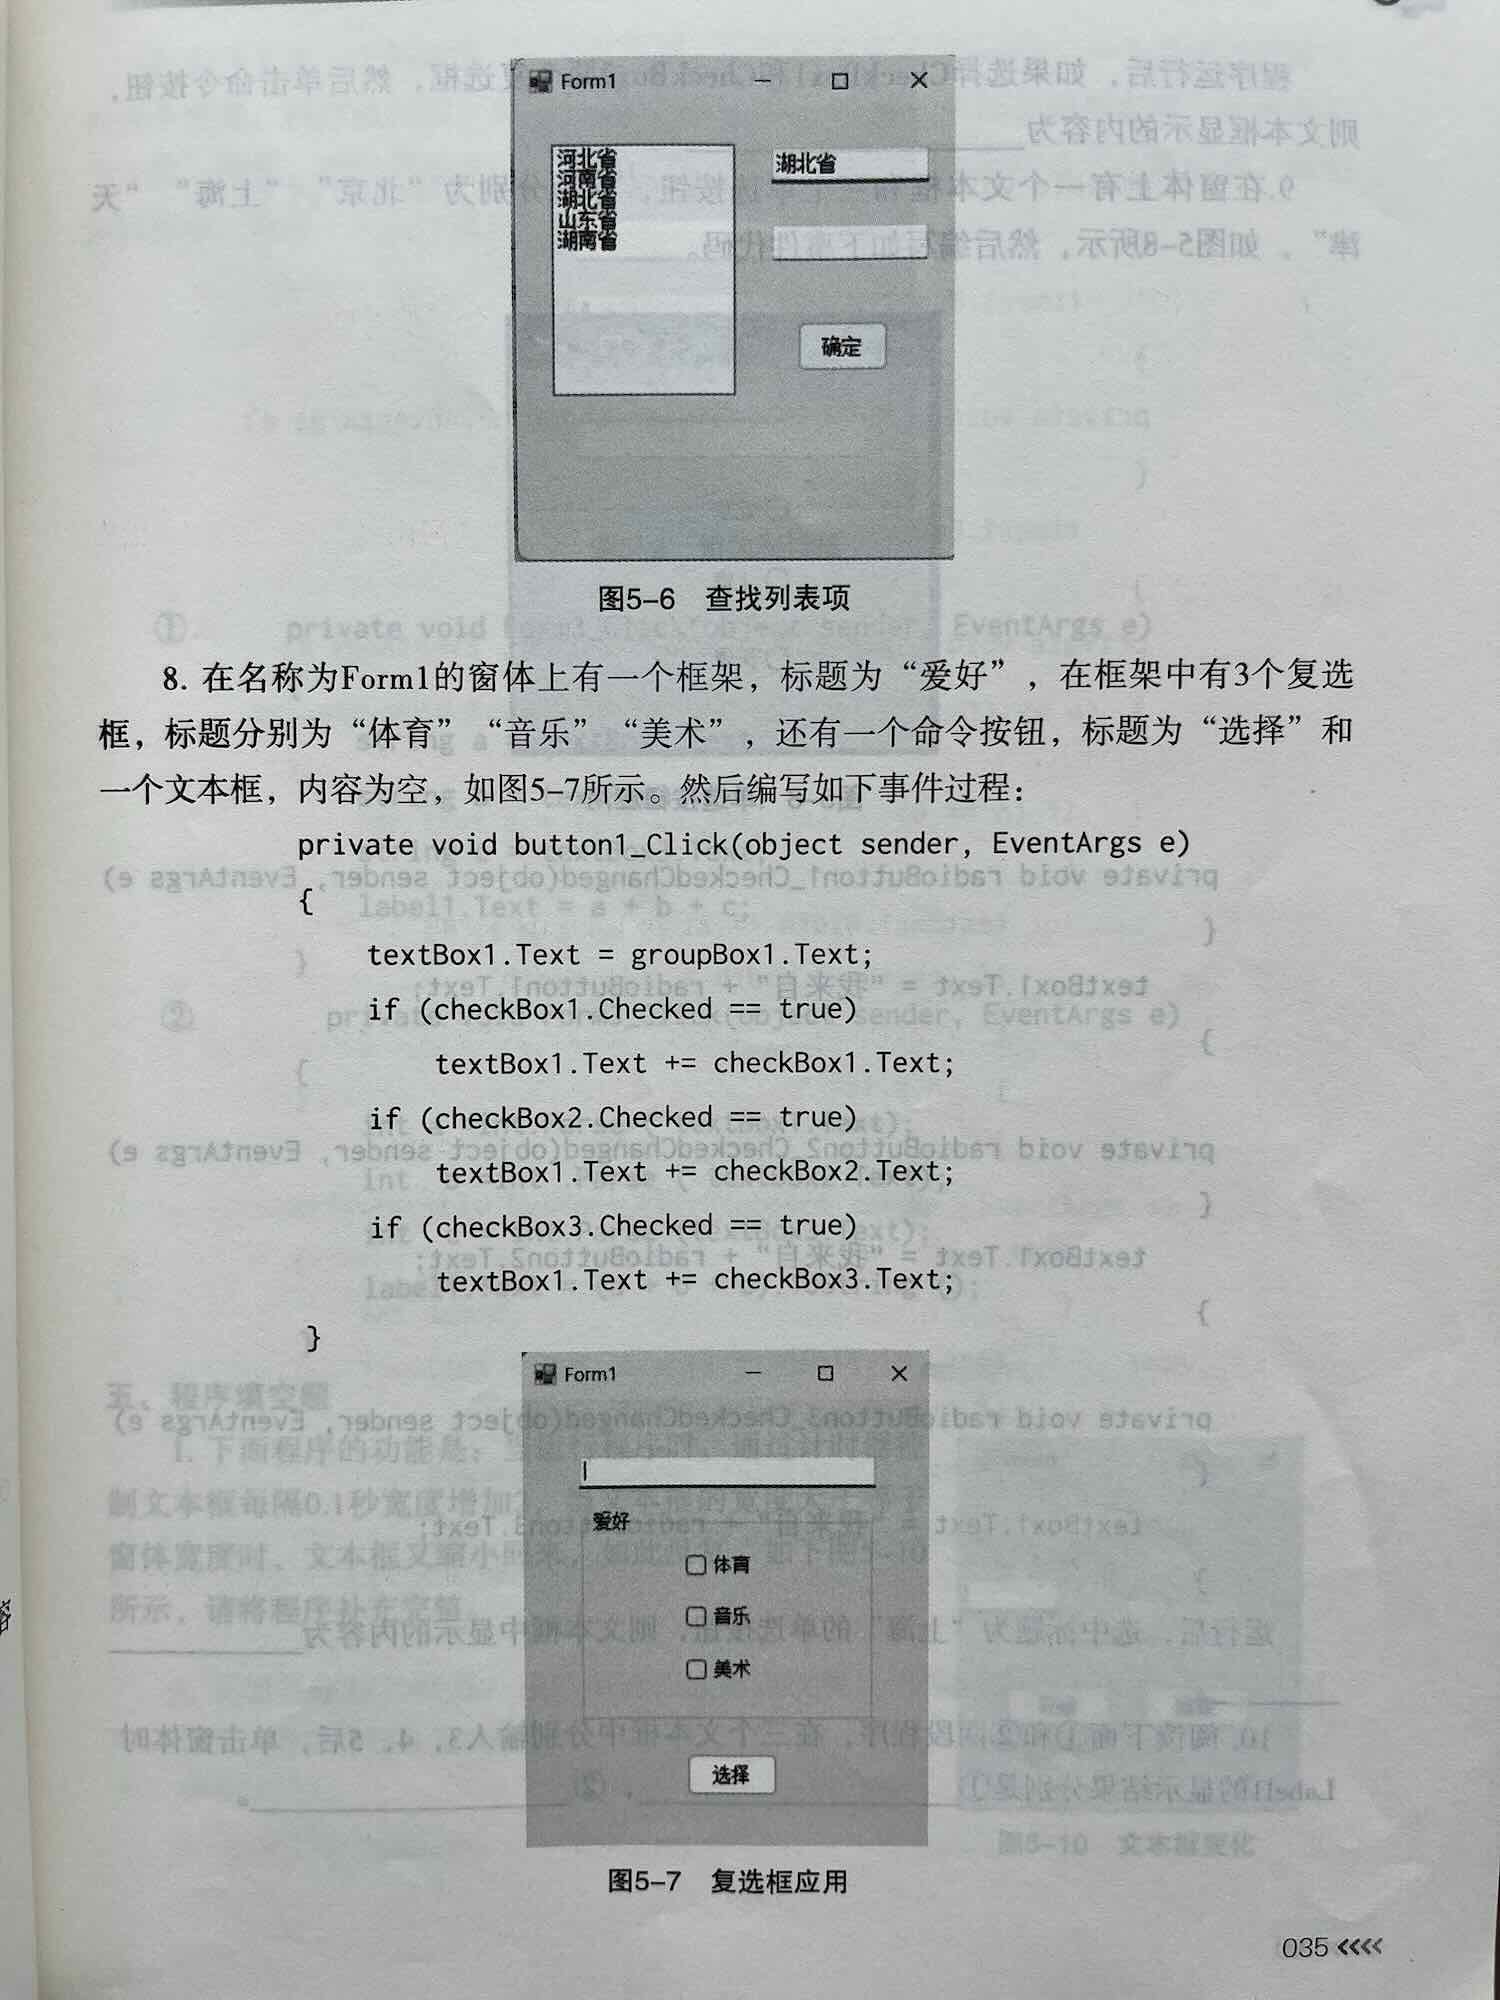 Form1
河北省
河南省
湖北省
山东省
湖南省
湖北省
确定
图5-6 查找列表项
8. 在名称为Form1的窗体上有一个框架，标题为“爱好”，在框架中有3个复选
框，标题分别为“体育”“音乐”“美术”，还有一个命令按钮，标题为“选择”和
一个文本框，内容为空，如图5-7所示。然后编写如下事件过程：
private void button1_Click(object sender, EventArgs e)
{
textBox1.Text = groupBox1.Text;
if (checkBox1.Checked == true)
textBox1.Text += checkBox1.Text;
if (checkBox2.Checked == true)
textBox1.Text += checkBox2.Text;
if (checkBox3.Checked == true)
textBox1.Text += checkBox3.Text;
}
Form1
爱好
体育
音乐
美术
选择
图5-7 复选框应用
035